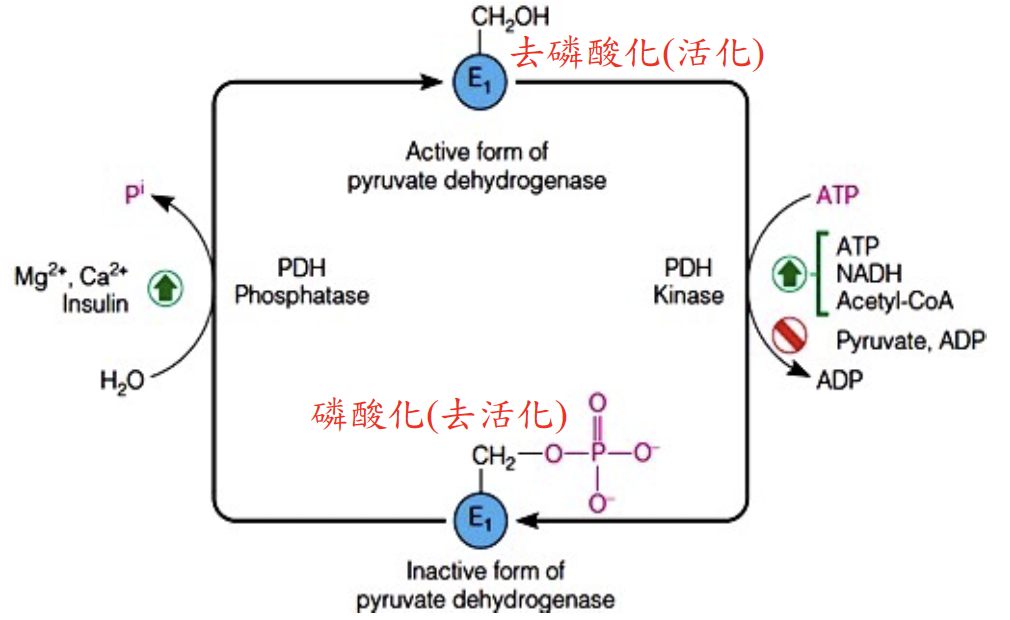 CH₂OH
去磷酸化(活化)
E₁
Active form of
pyruvate dehydrogenase
Pⁱ
Mg²⁺, Ca²⁺
Insulin
H₂O
PDH
Phosphatase
PDH
Kinase
ATP
ATP
NADH
Acetyl-CoA
Pyruvate, ADP
ADP
磷酸化(去活化)
O
CH₂—O—P—O⁻
O⁻
E₁
Inactive form of
pyruvate dehydrogenase